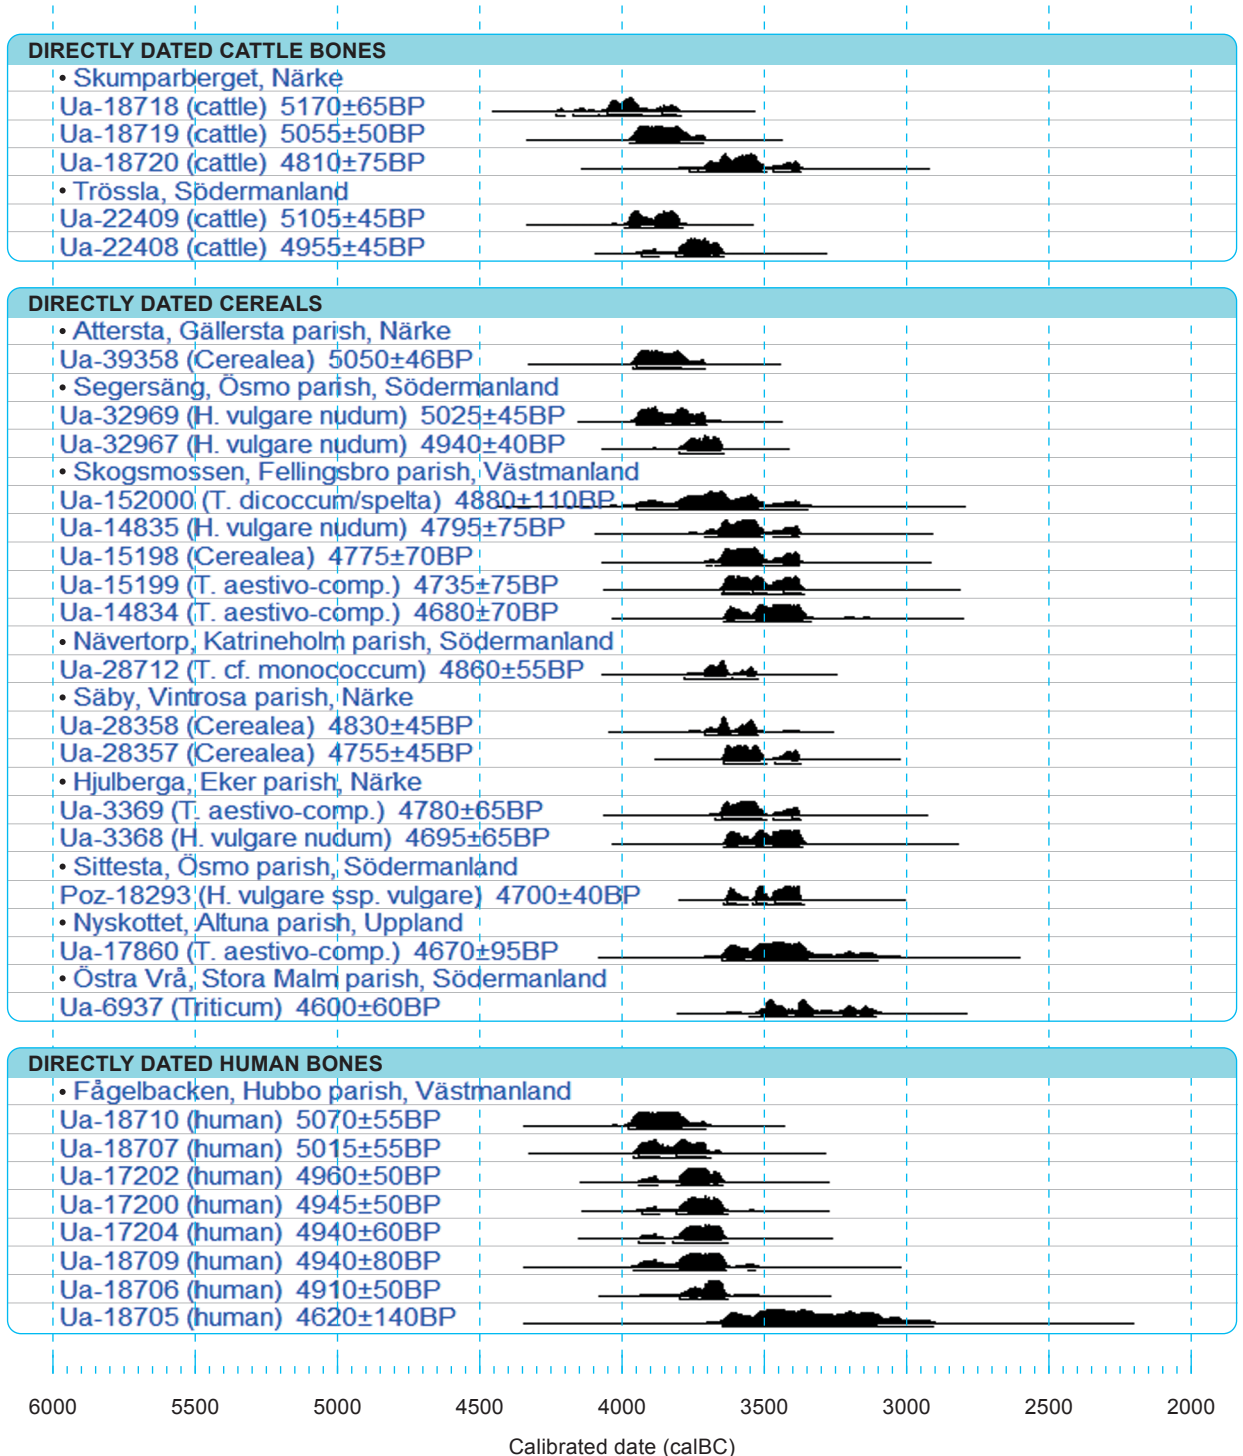 DIRECTLY DATED CATTLE BONES
• Skumparberget, Närke
Ua-18718 (cattle) 5170±65BP
Ua-18719 (cattle) 5055±50BP
Ua-18720 (cattle) 4810±75BP
• Trössla, Södermanland
Ua-22409 (cattle) 5105±45BP
Ua-22408 (cattle) 4955±45BP
DIRECTLY DATED CEREALS
• Attersta, Gällersta parish, Närke
Ua-39358 (Cerealea) 5050±46BP
• Segersäng, Ösmo parish, Södermanland
Ua-32969 (H. vulgare nudum) 5025±45BP
Ua-32967 (H. vulgare nudum) 4940±40BP
• Skogsmossen, Fellingsbro parish, Västmanland
Ua-152000 (T. dicoccum/spelta) 4880±110BP
Ua-14835 (H. vulgare nudum) 4795±75BP
Ua-15198 (Cerealea) 4775±70BP
Ua-15199 (T. aestivo-comp.) 4735±75BP
Ua-14834 (T. aestivo-comp.) 4680±70BP
• Nävertorp, Katrineholm parish, Södermanland
Ua-28712 (T. cf. monococcum) 4860±55BP
• Säby, Vintrosa parish, Närke
Ua-28358 (Cerealea) 4830±45BP
Ua-28357 (Cerealea) 4755±45BP
• Hjulberga, Eker parish, Närke
Ua-3369 (T. aestivo-comp.) 4780±65BP
Ua-3368 (H. vulgare nudum) 4695±65BP
• Sittesta, Ösmo parish, Södermanland
Poz-18293 (H. vulgare ssp. vulgare) 4700±40BP
• Nyskottet, Altuna parish, Uppland
Ua-17860 (T. aestivo-comp.) 4670±95BP
• Östra Vrå, Stora Malm parish, Södermanland
Ua-6937 (Triticum) 4600±60BP
DIRECTLY DATED HUMAN BONES
• Fågelbacken, Hubbo parish, Västmanland
Ua-18710 (human) 5070±55BP
Ua-18707 (human) 5015±55BP
Ua-17202 (human) 4960±50BP
Ua-17200 (human) 4945±50BP
Ua-17204 (human) 4940±60BP
Ua-18709 (human) 4940±80BP
Ua-18706 (human) 4910±50BP
Ua-18705 (human) 4620±140BP
6000 5500 5000 4500 4000 3500 3000 2500 2000
Calibrated date (calBC)